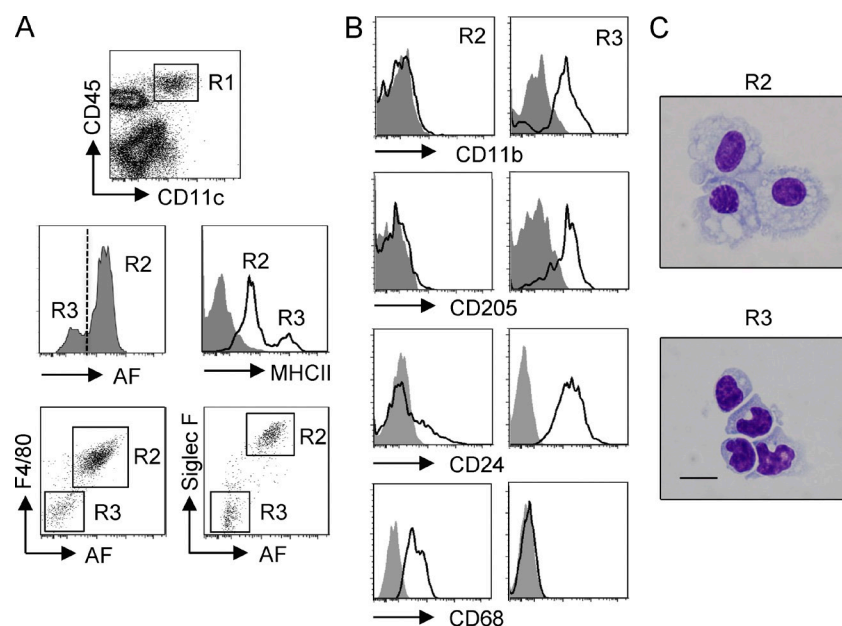 A
CD45
R1
CD11c
R3
R2
AF
R2
R3
MHCII
F4/80
R2
R3
AF
Siglec F
R2
R3
AF
B
R2
R3
CD11b
CD205
CD24
CD68
C
R2
R3